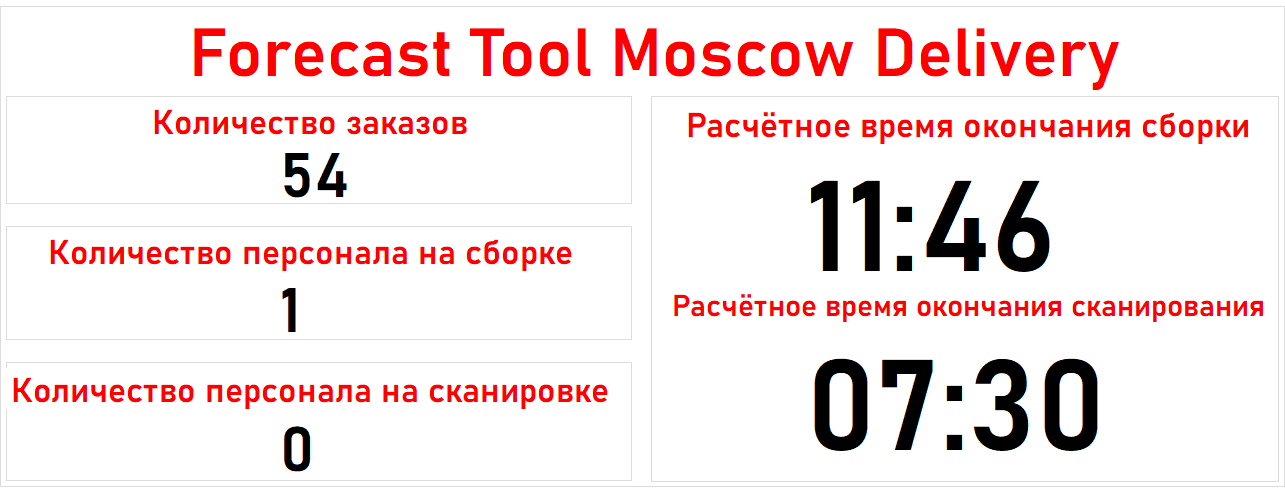 Forecast Tool Moscow Delivery
Количество заказов
54
Количество персонала на сборке
1
Количество персонала на сканировке
0
Расчётное время окончания сборки
11:46
Расчётное время окончания сканирования
07:30